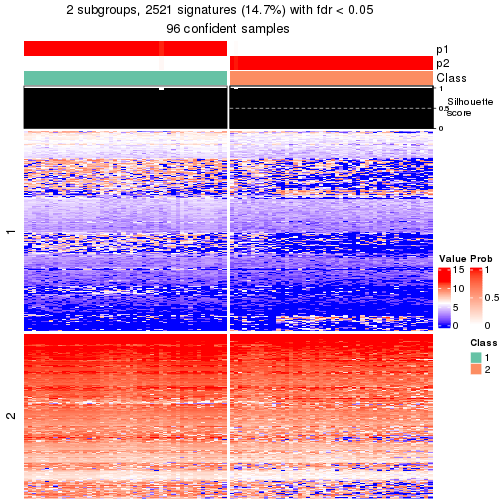 2 subgroups, 2521 signatures (14.7%) with fdr < 0.05
96 confident samples
p1
p2
Class
1
0.5
0
Silhouette
score
1
2
Value
15
10
5
0
Prob
1
0.5
0
Class
1
2